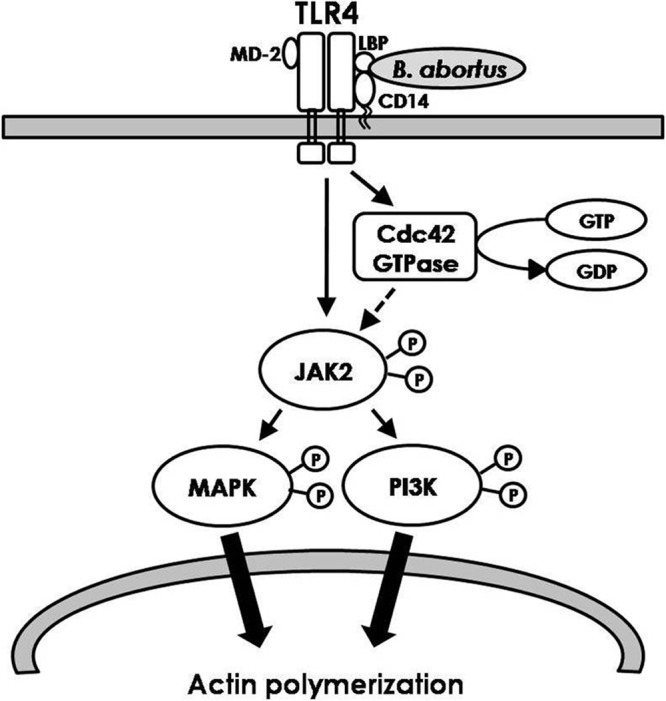 TLR4
MD-2
LBP
B. abortus
CD14
Cdc42
GTPase
GTP
GDP
JAK2
P
P
MAPK
P
P
PI3K
P
P
Actin polymerization